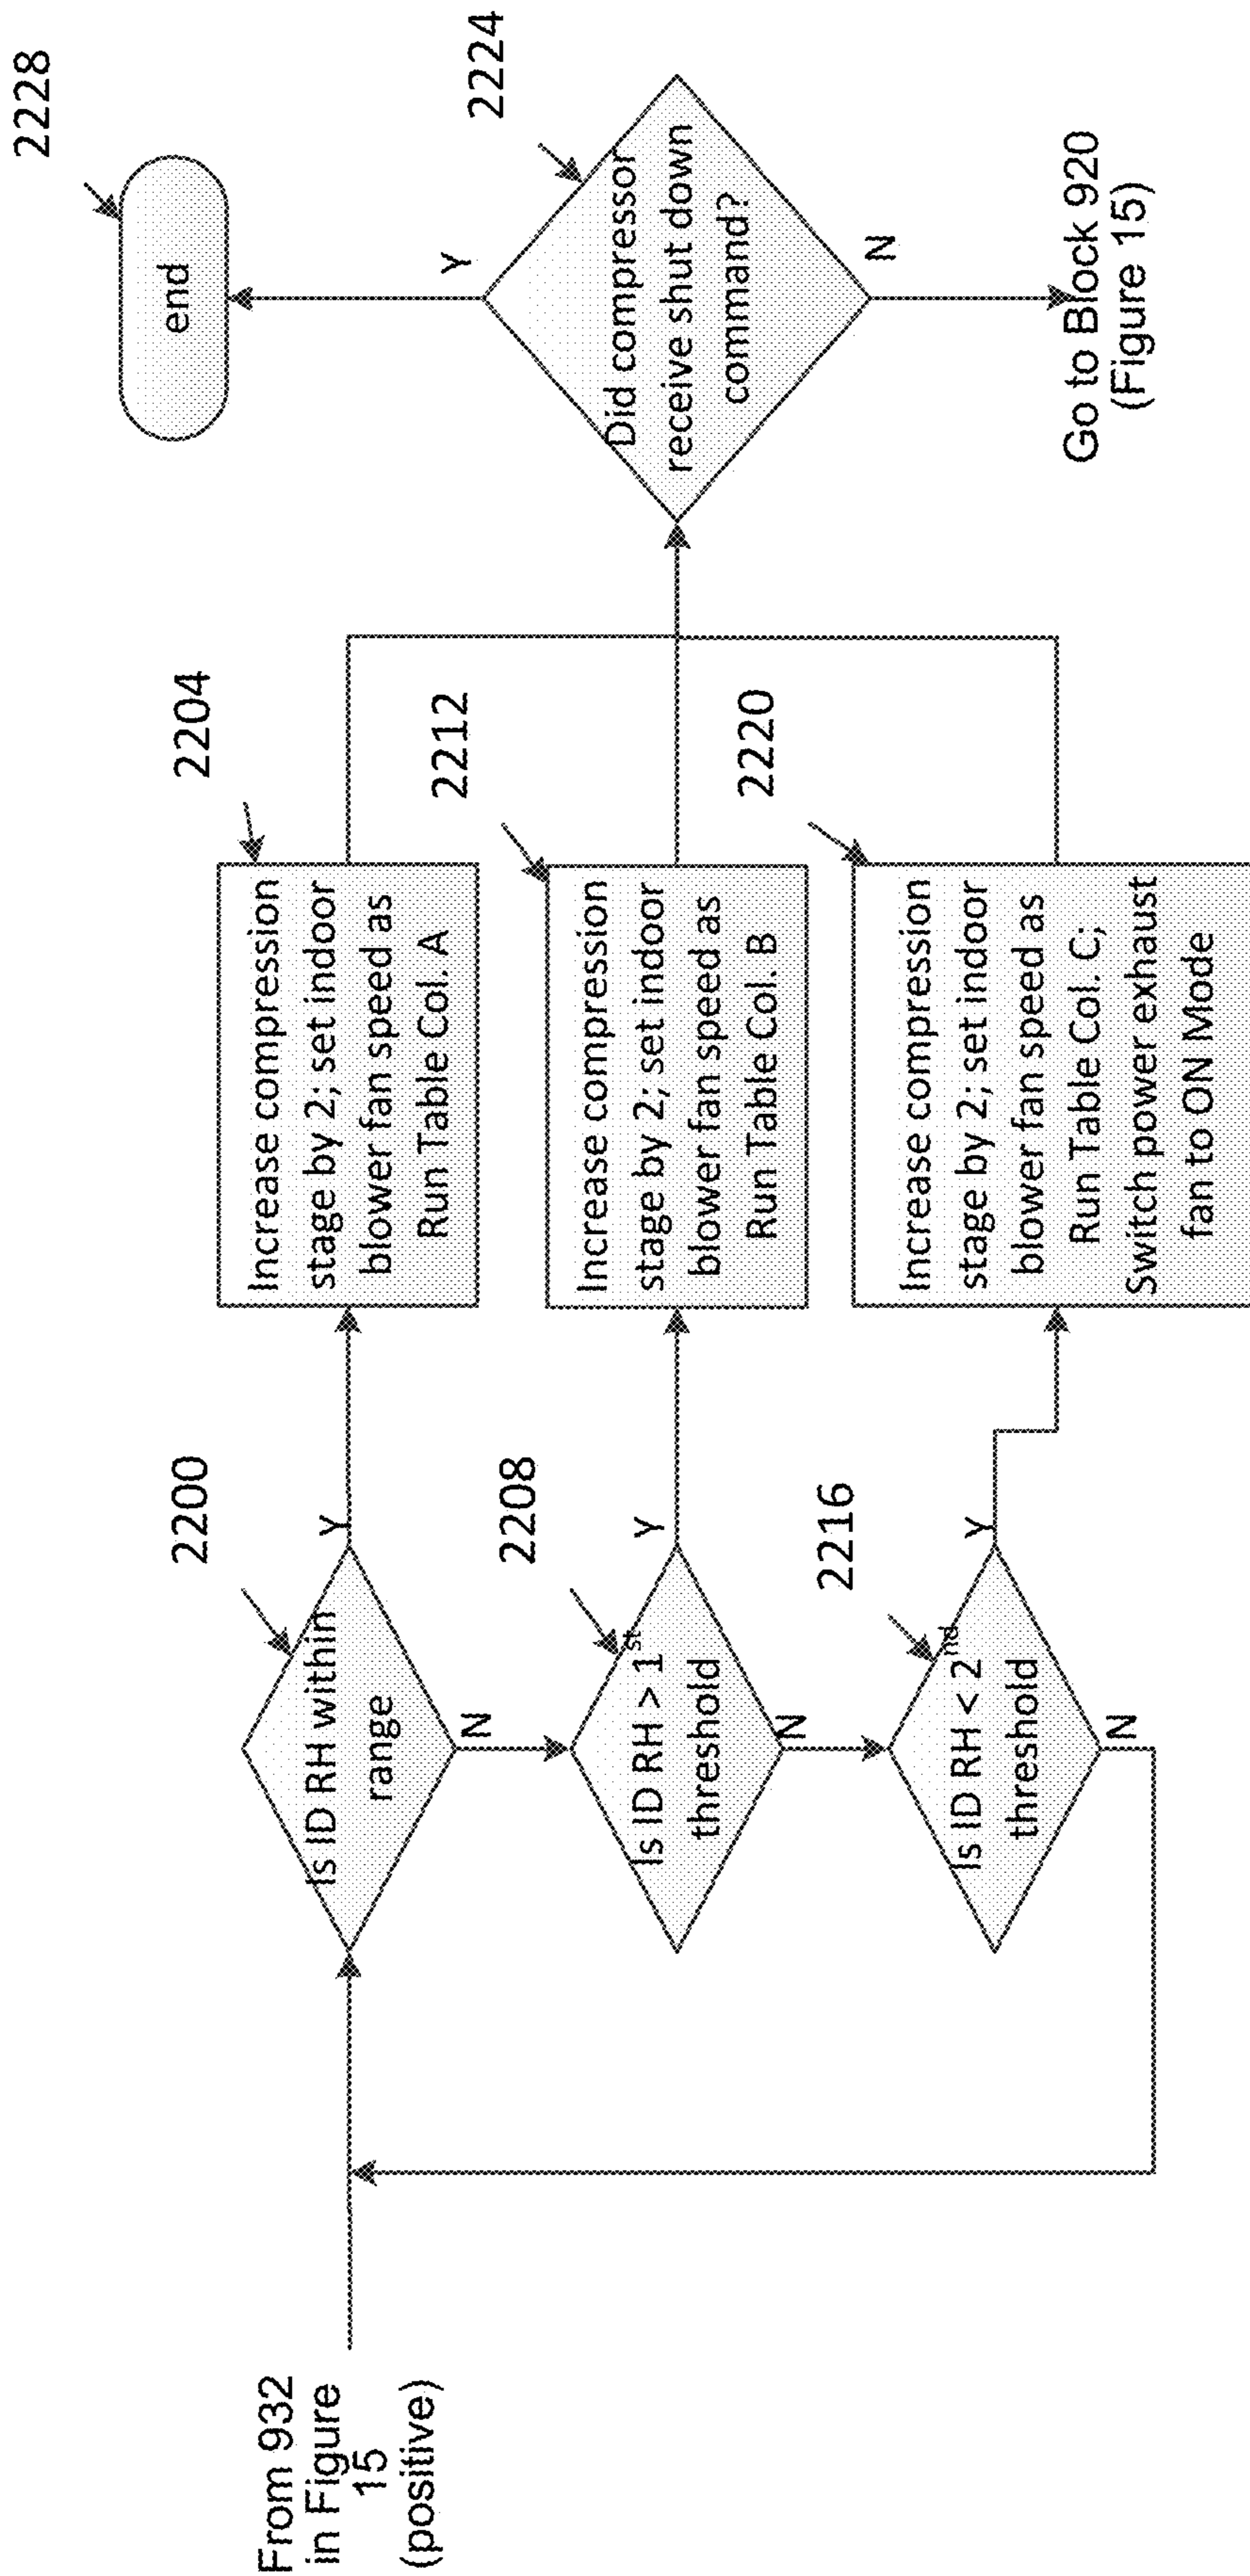 From 932
in Figure
15
(positive)
2200
Is ID RH within
range
Y
N
2204
Increase compression
stage by 2; set indoor
blower fan speed as
Run Table Col. A
2208
Is ID RH > 1st
threshold
Y
N
2212
Increase compression
stage by 2; set indoor
blower fan speed as
Run Table Col. B
2216
Is ID RH < 2nd
threshold
Y
N
2220
Increase compression
stage by 2; set indoor
blower fan speed as
Run Table Col. C;
Switch power exhaust
fan to ON Mode
2224
Did compressor
receive shut down
command?
Y
N
2228
end
Go to Block 920
(Figure 15)